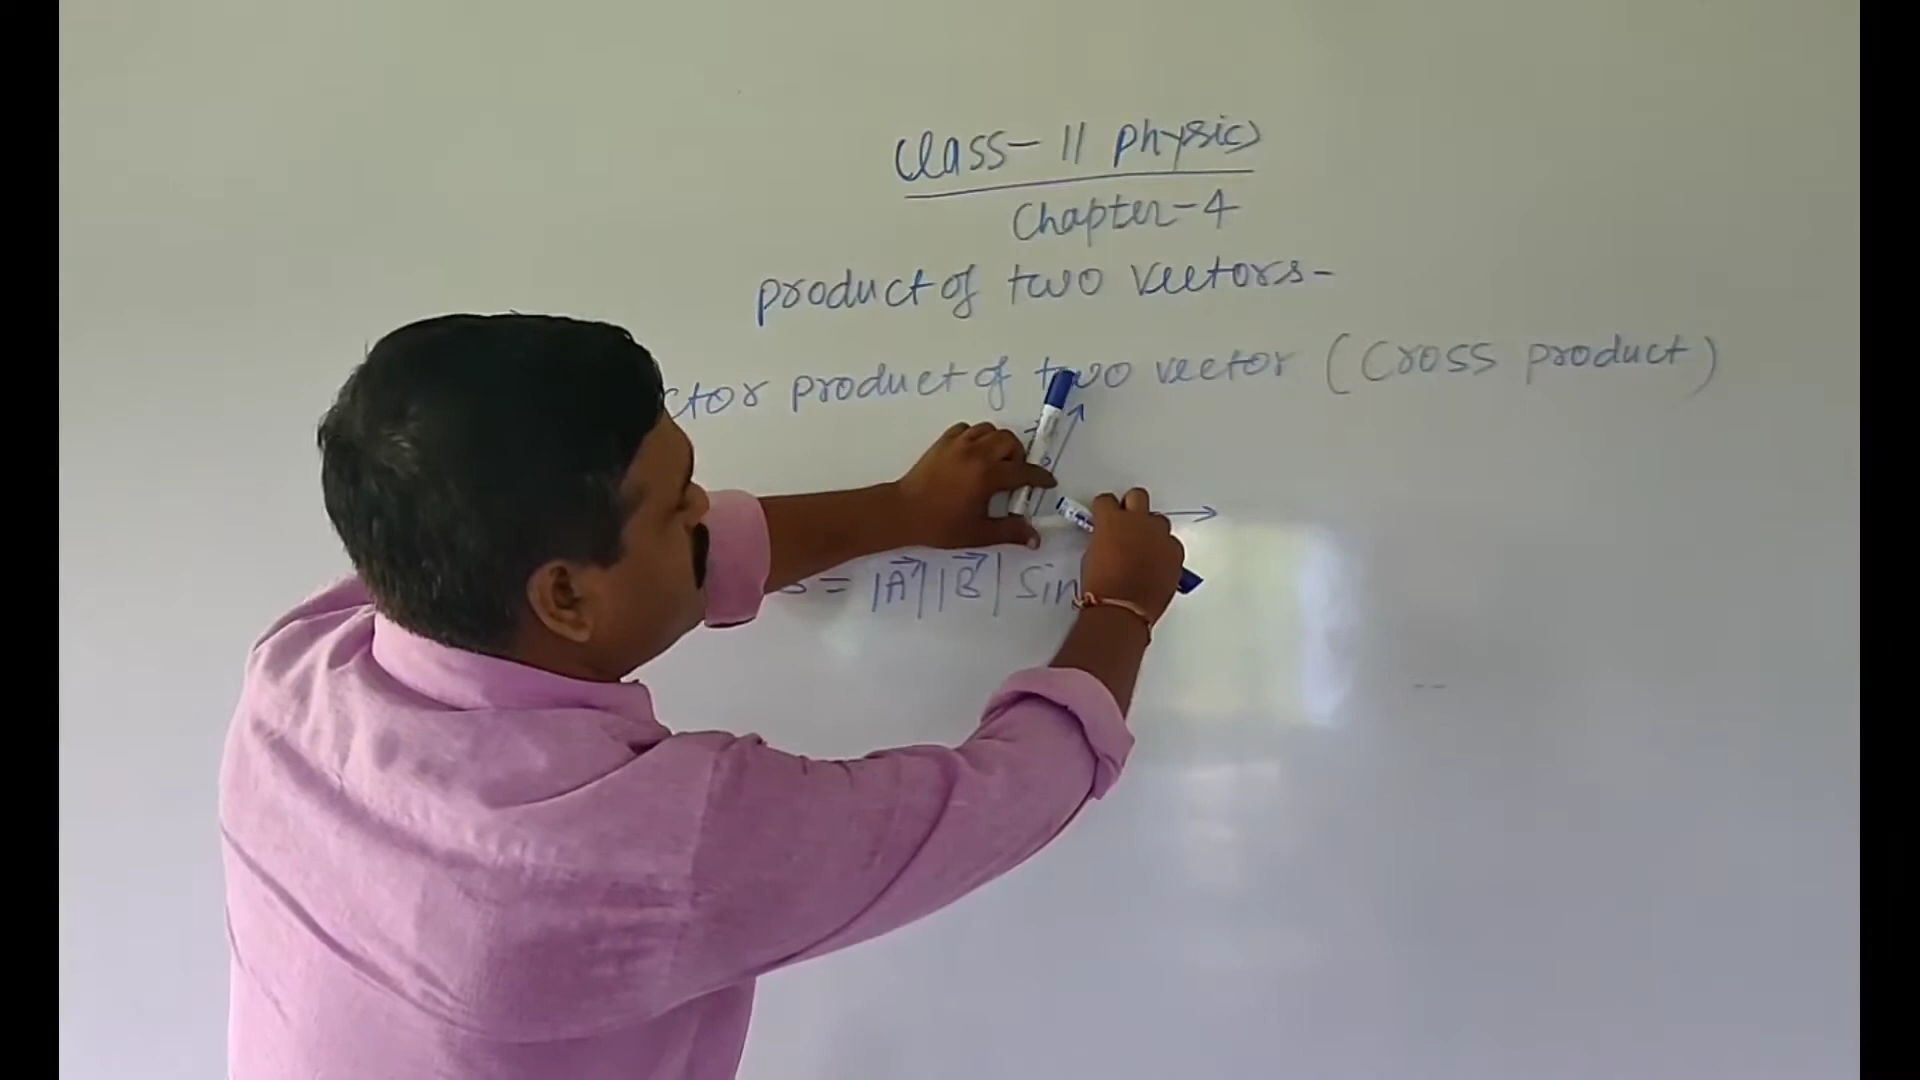 Class-11 physics
Chapter-4
product of two vectors-
ctor product of two vector (Cross product)
= |A⃗| |B⃗| Sin